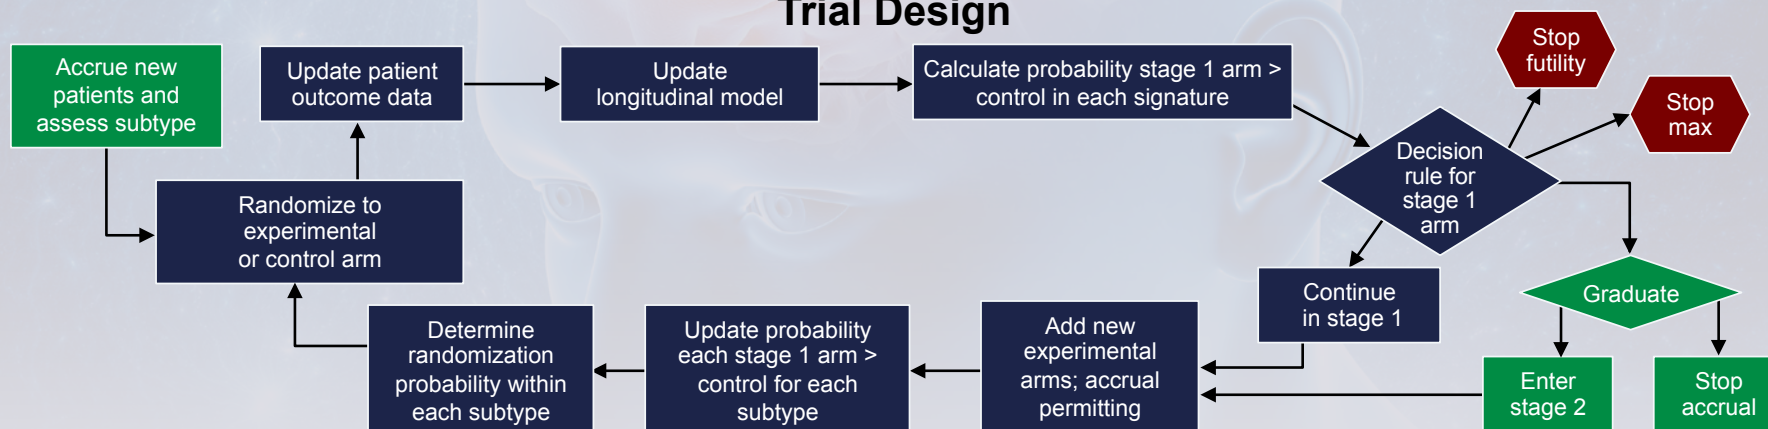 Trial Design
Accrue new
patients and
assess subtype
Update patient
outcome data
Update
longitudinal model
Calculate probability stage 1 arm >
control in each signature
Stop
futility
Stop
max
Decision
rule for
stage 1
arm
Randomize to
experimental
or control arm
Continue
in stage 1
Graduate
Determine
randomization
probability within
each subtype
Update probability
each stage 1 arm >
control for each
subtype
Add new
experimental
arms; accrual
permitting
Enter
stage 2
Stop
accrual